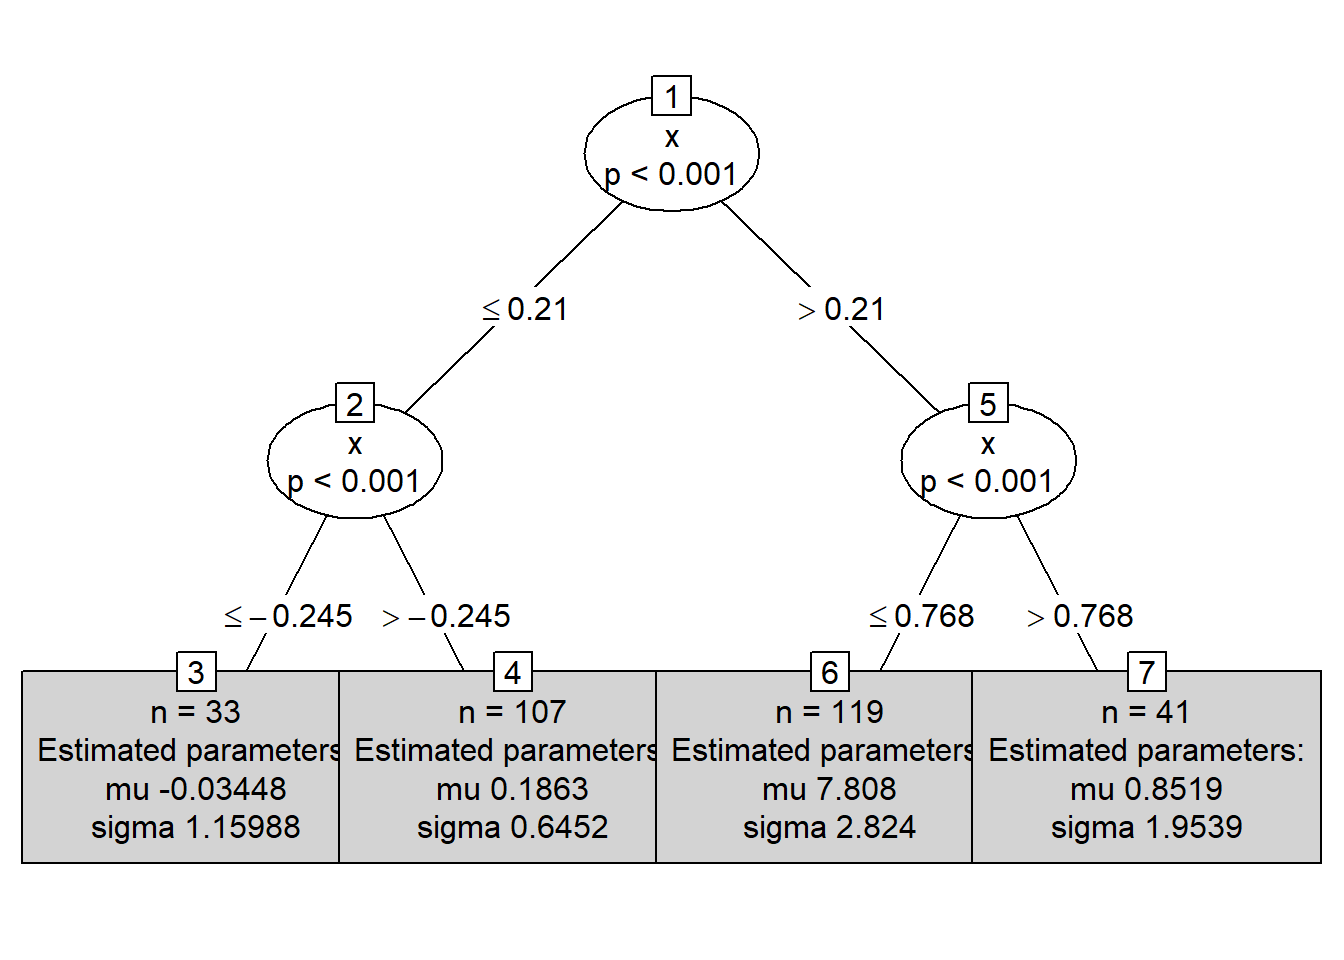 1
x
p < 0.001
≤ 0.21
> 0.21
2
x
p < 0.001
5
x
p < 0.001
≤ − 0.245
> − 0.245
≤ 0.768
> 0.768
3
n = 33
Estimated parameters
mu -0.03448
sigma 1.15988
4
n = 107
Estimated parameters
mu 0.1863
sigma 0.6452
6
n = 119
Estimated parameters
mu 7.808
sigma 2.824
7
n = 41
Estimated parameters:
mu 0.8519
sigma 1.9539